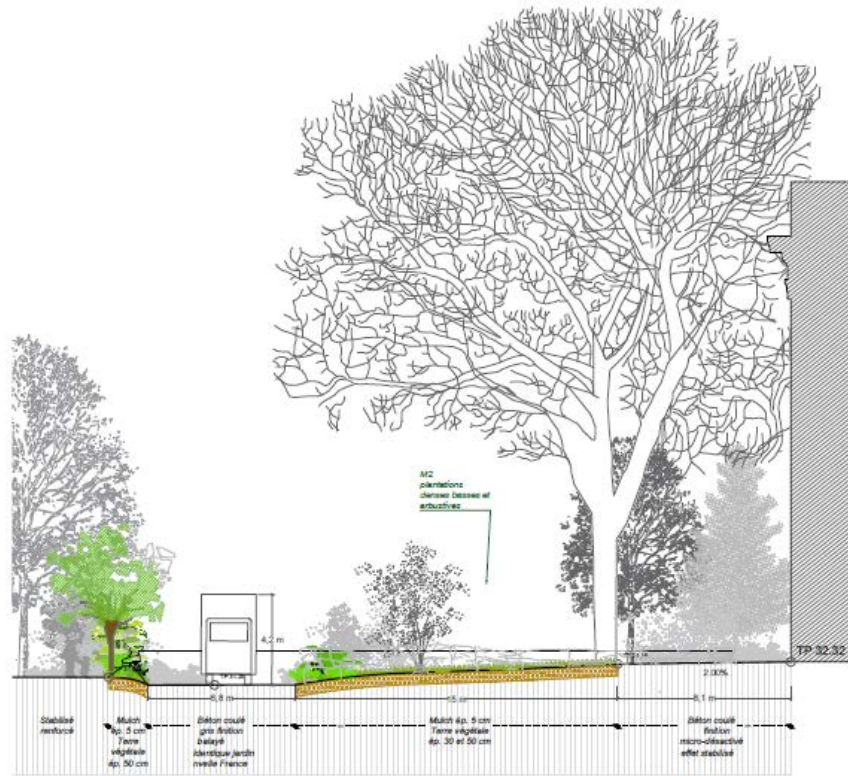 M2
plantations
denses basses et
arbustives
4,2 m
TP 32.32
2.00%
6,8 m
15 m
8,1 m
Stabilisé
renforcé
Mulch
ép. 5 cm
Terre
végétale
ép. 50 cm
Béton coulé
gris finition
balayé
identique jardin
nvelle France
Mulch ép. 5 cm
Terre végétale
ép. 30 et 50 cm
Béton coulé
finition
micro-désactivé
effet stabilisé